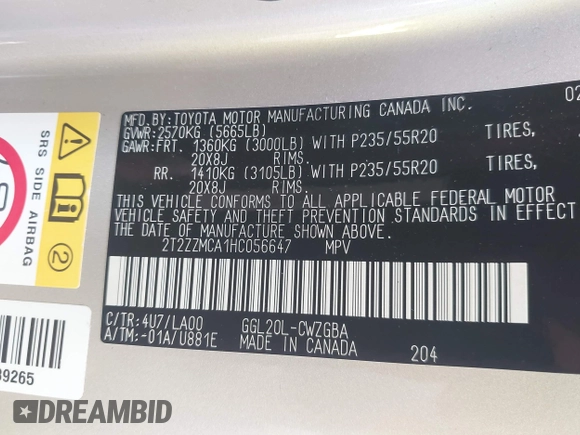 MFD.BY:TOYOTA MOTOR MANUFACTURING CANADA INC.
02
GVWR:2570KG (5665LB)
GAWR:FRT. 1360KG (3000LB) WITH P235/55R20 TIRES,
20X8J RIMS.
RR. 1410KG (3105LB) WITH P235/55R20 TIRES,
20X8J RIMS.
THIS VEHICLE CONFORMS TO ALL APPLICABLE FEDERAL MOTOR
VEHICLE SAFETY AND THEFT PREVENTION STANDARDS IN EFFECT
THE DATE OF MANUFACTURE SHOWN ABOVE.
2T2ZZMCA1HC056647 MPV
C/TR:4U7/LA00 GGL20L-CWZGBA
A/TM:-01A/U881E MADE IN CANADA 204
SRS SIDE AIRBAG
2
39265
DREAMBID